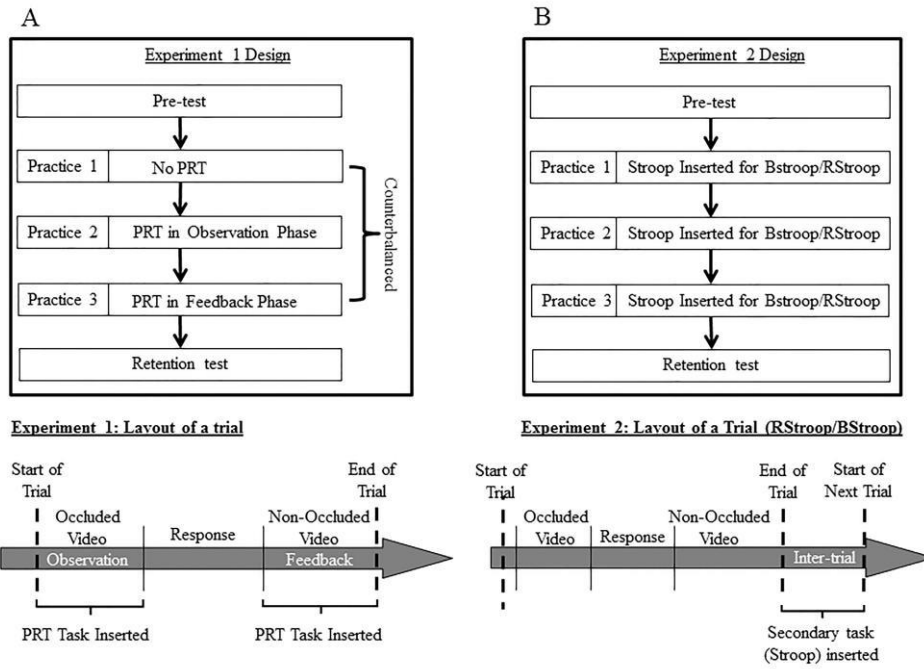 A
Experiment 1 Design
Pre-test
Practice 1
No PRT
Practice 2
PRT in Observation Phase
Practice 3
PRT in Feedback Phase
Retention test
Counterbalanced
Experiment 1: Layout of a trial
Start of
Trial
End of
Trial
Occluded
Video
Response
Non-Occluded
Video
Observation
Feedback
PRT Task Inserted
PRT Task Inserted
B
Experiment 2 Design
Pre-test
Practice 1
Stroop Inserted for Bstroop/RStroop
Practice 2
Stroop Inserted for Bstroop/RStroop
Practice 3
Stroop Inserted for Bstroop/RStroop
Retention test
Experiment 2: Layout of a Trial (RStroop/BStroop)
Start of
Trial
End of
Trial
Start of
Next Trial
Occluded
Video
Response
Non-Occluded
Video
Inter-trial
Secondary task
(Stroop) inserted